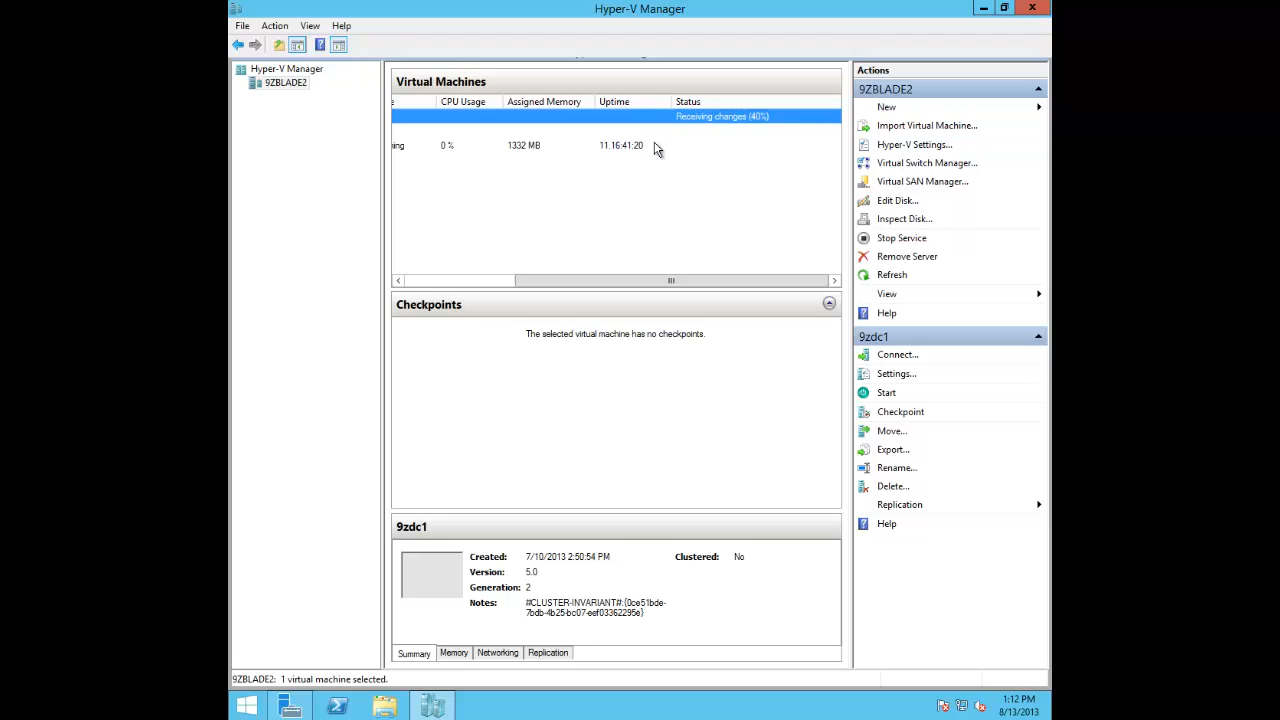 Hyper-V Manager
File Action View Help
Hyper-V Manager
9ZBLADE2
Virtual Machines
CPU Usage Assigned Memory Uptime Status
Receiving changes (40%)
ing 0 % 1332 MB 11.16:41:20
Checkpoints
The selected virtual machine has no checkpoints.
9zdc1
Created: 7/10/2013 2:50:54 PM Clustered: No
Version: 5.0
Generation: 2
Notes: #CLUSTER-INVARIANT#:{0ce51bde-
7bdb-4b25-bc07-eef03362295e}
Summary Memory Networking Replication
Actions
9ZBLADE2
New
Import Virtual Machine...
Hyper-V Settings...
Virtual Switch Manager...
Virtual SAN Manager...
Edit Disk...
Inspect Disk...
Stop Service
Remove Server
Refresh
View
Help
9zdc1
Connect...
Settings...
Start
Checkpoint
Move...
Export...
Rename...
Delete...
Replication
Help
9ZBLADE2: 1 virtual machine selected.
1:12 PM
8/13/2013